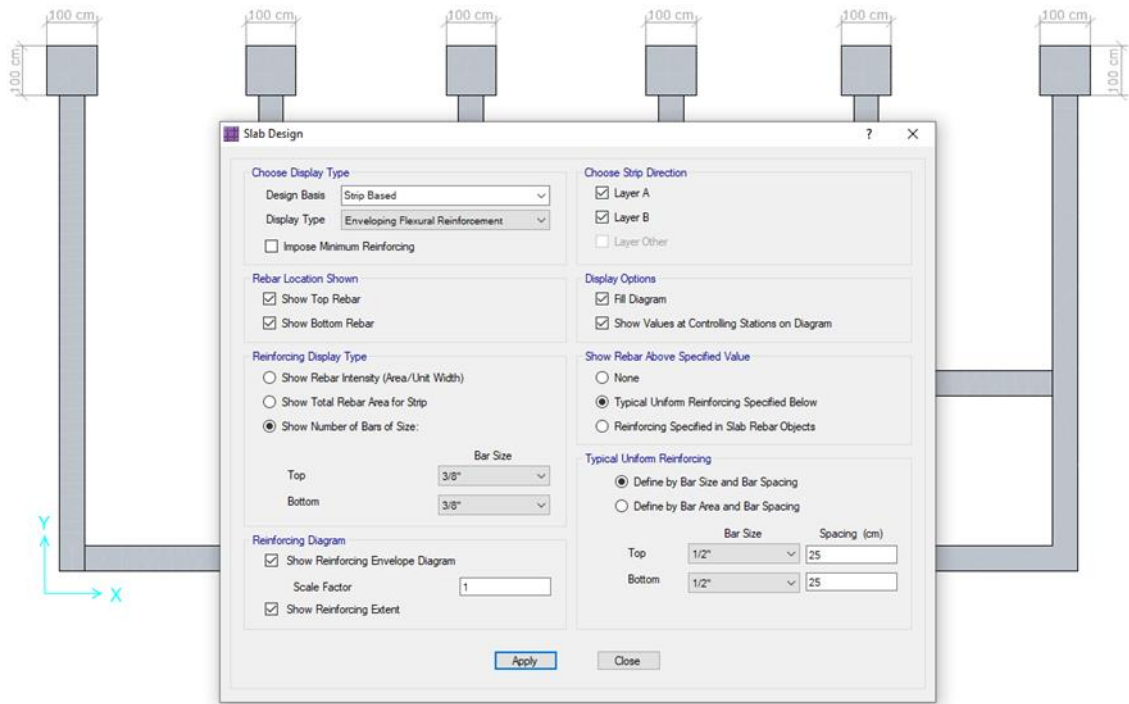 100 cm
100 cm
100 cm
100 cm
100 cm
100 cm
100 cm
100 cm
Slab Design
?
Choose Display Type
Design Basis
Strip Based
Display Type
Enveloping Flexural Reinforcement
Impose Minimum Reinforcing
Choose Strip Direction
Layer A
Layer B
Layer Other
Rebar Location Shown
Show Top Rebar
Show Bottom Rebar
Display Options
Fill Diagram
Show Values at Controlling Stations on Diagram
Reinforcing Display Type
Show Rebar Intensity (Area/Unit Width)
Show Total Rebar Area for Strip
Show Number of Bars of Size:
Bar Size
Top
3/8"
Bottom
3/8"
Show Rebar Above Specified Value
None
Typical Uniform Reinforcing Specified Below
Reinforcing Specified in Slab Rebar Objects
Reinforcing Diagram
Show Reinforcing Envelope Diagram
Scale Factor
1
Show Reinforcing Extent
Typical Uniform Reinforcing
Define by Bar Size and Bar Spacing
Define by Bar Area and Bar Spacing
Bar Size
Spacing (cm)
Top
1/2"
25
Bottom
1/2"
25
Apply
Close
Y
X